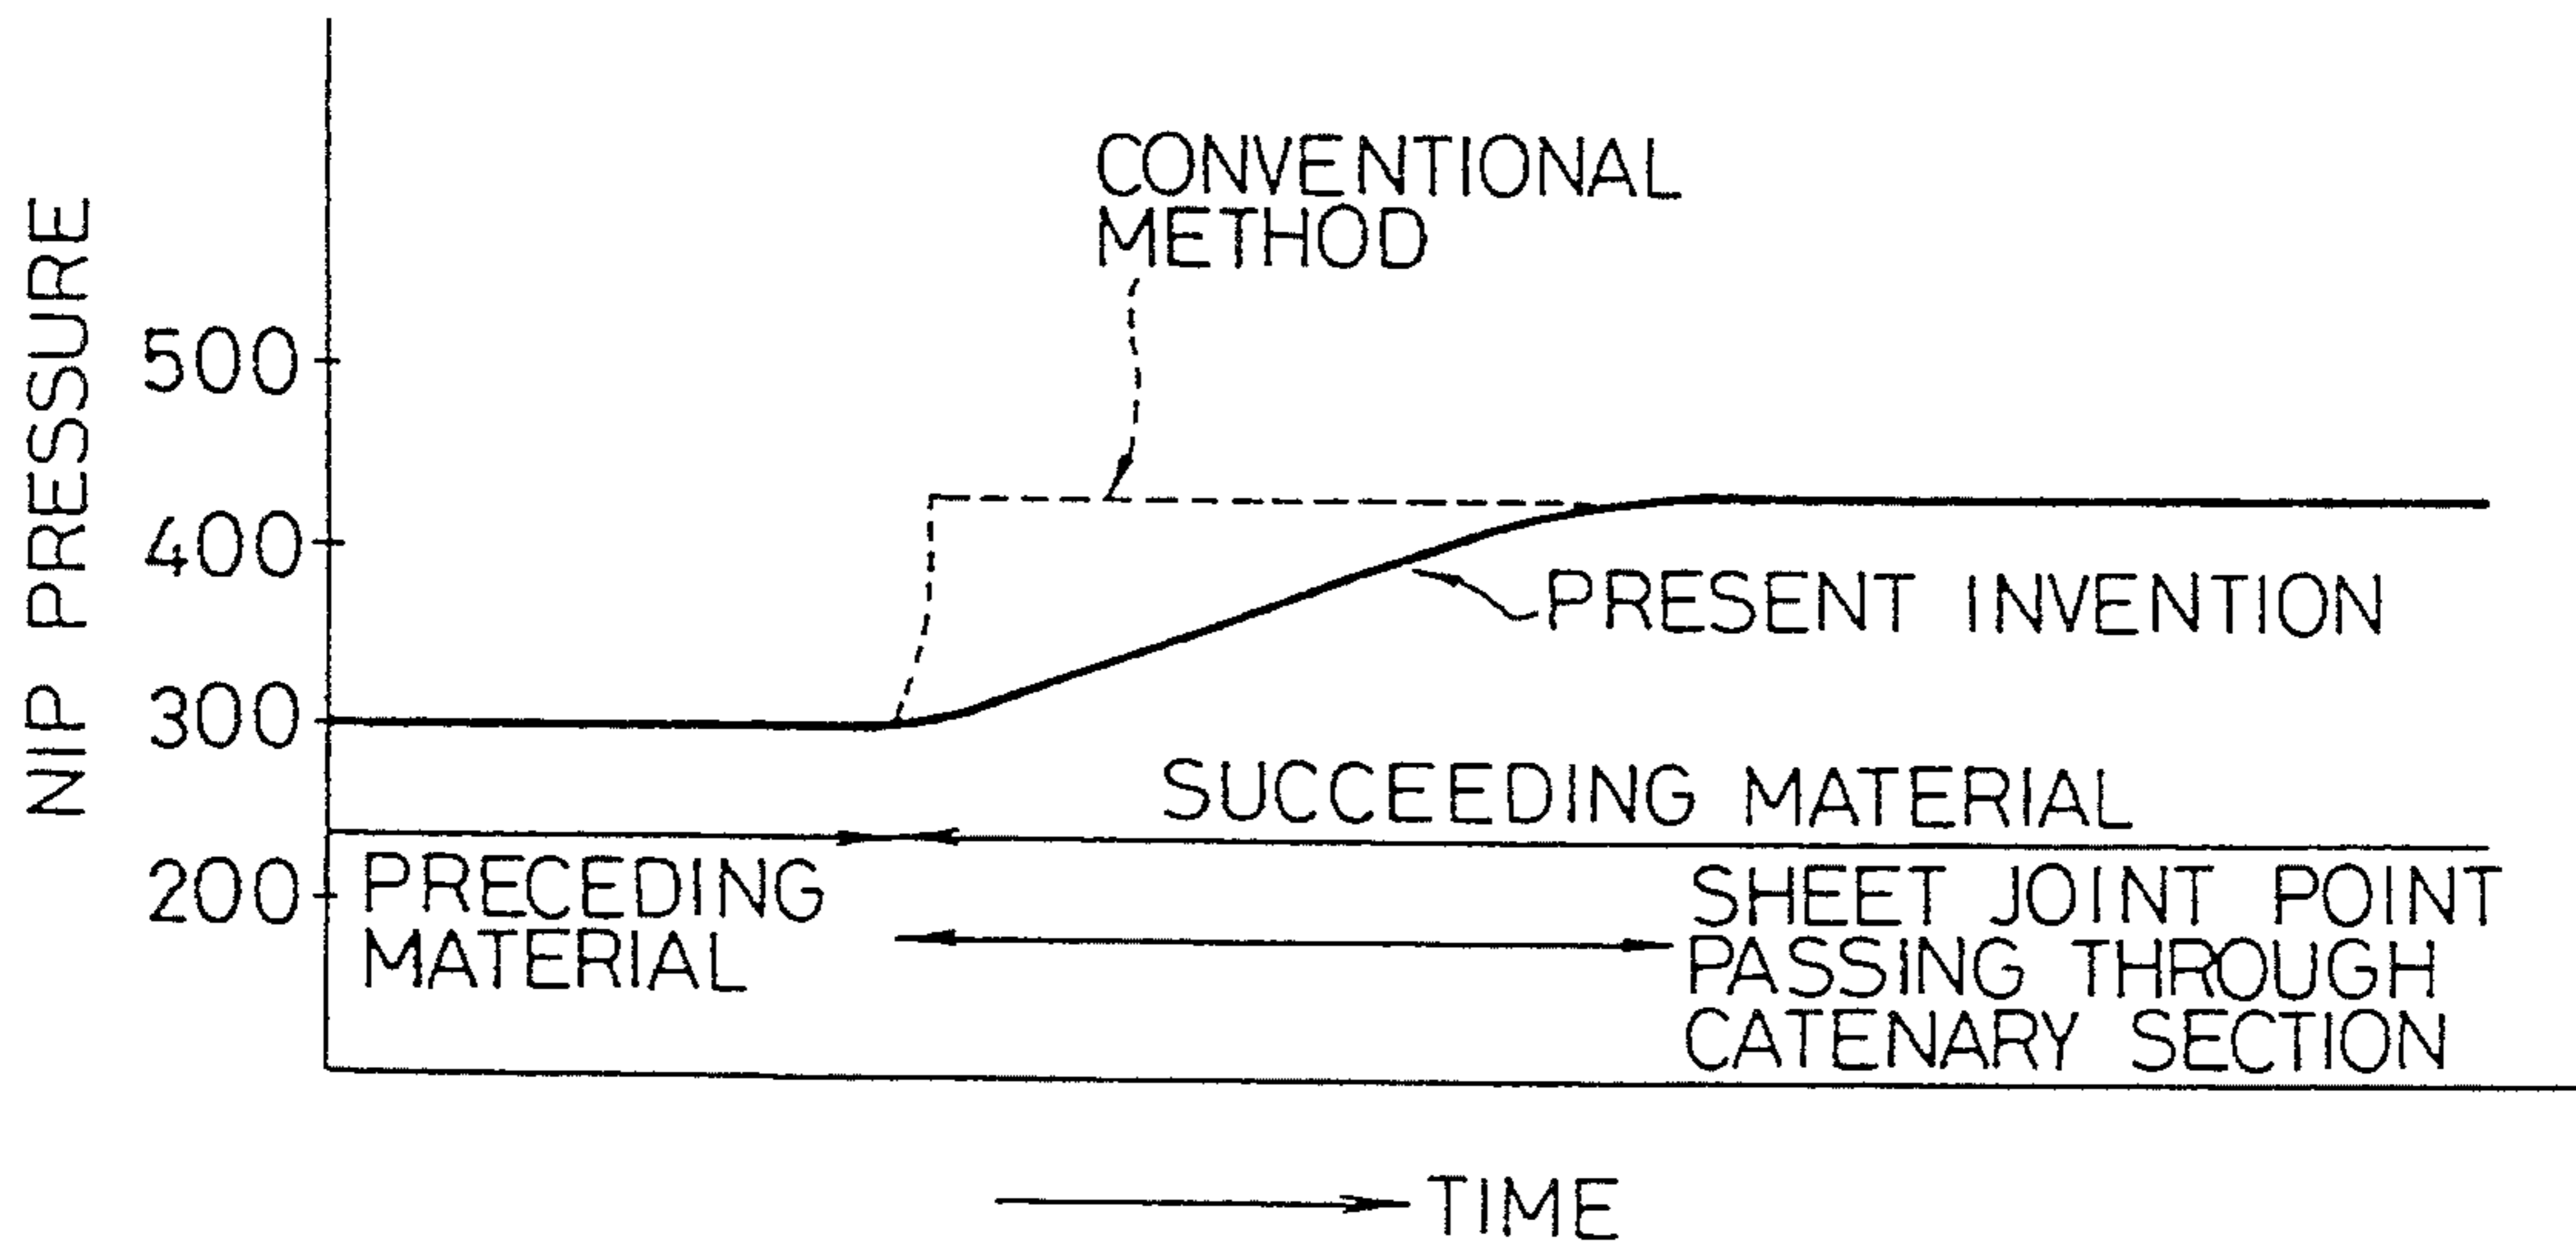 CONVENTIONAL
METHOD
NIP PRESSURE
500
400
300
200
PRESENT INVENTION
SUCCEEDING MATERIAL
PRECEDING
MATERIAL
SHEET JOINT POINT
PASSING THROUGH
CATENARY SECTION
TIME